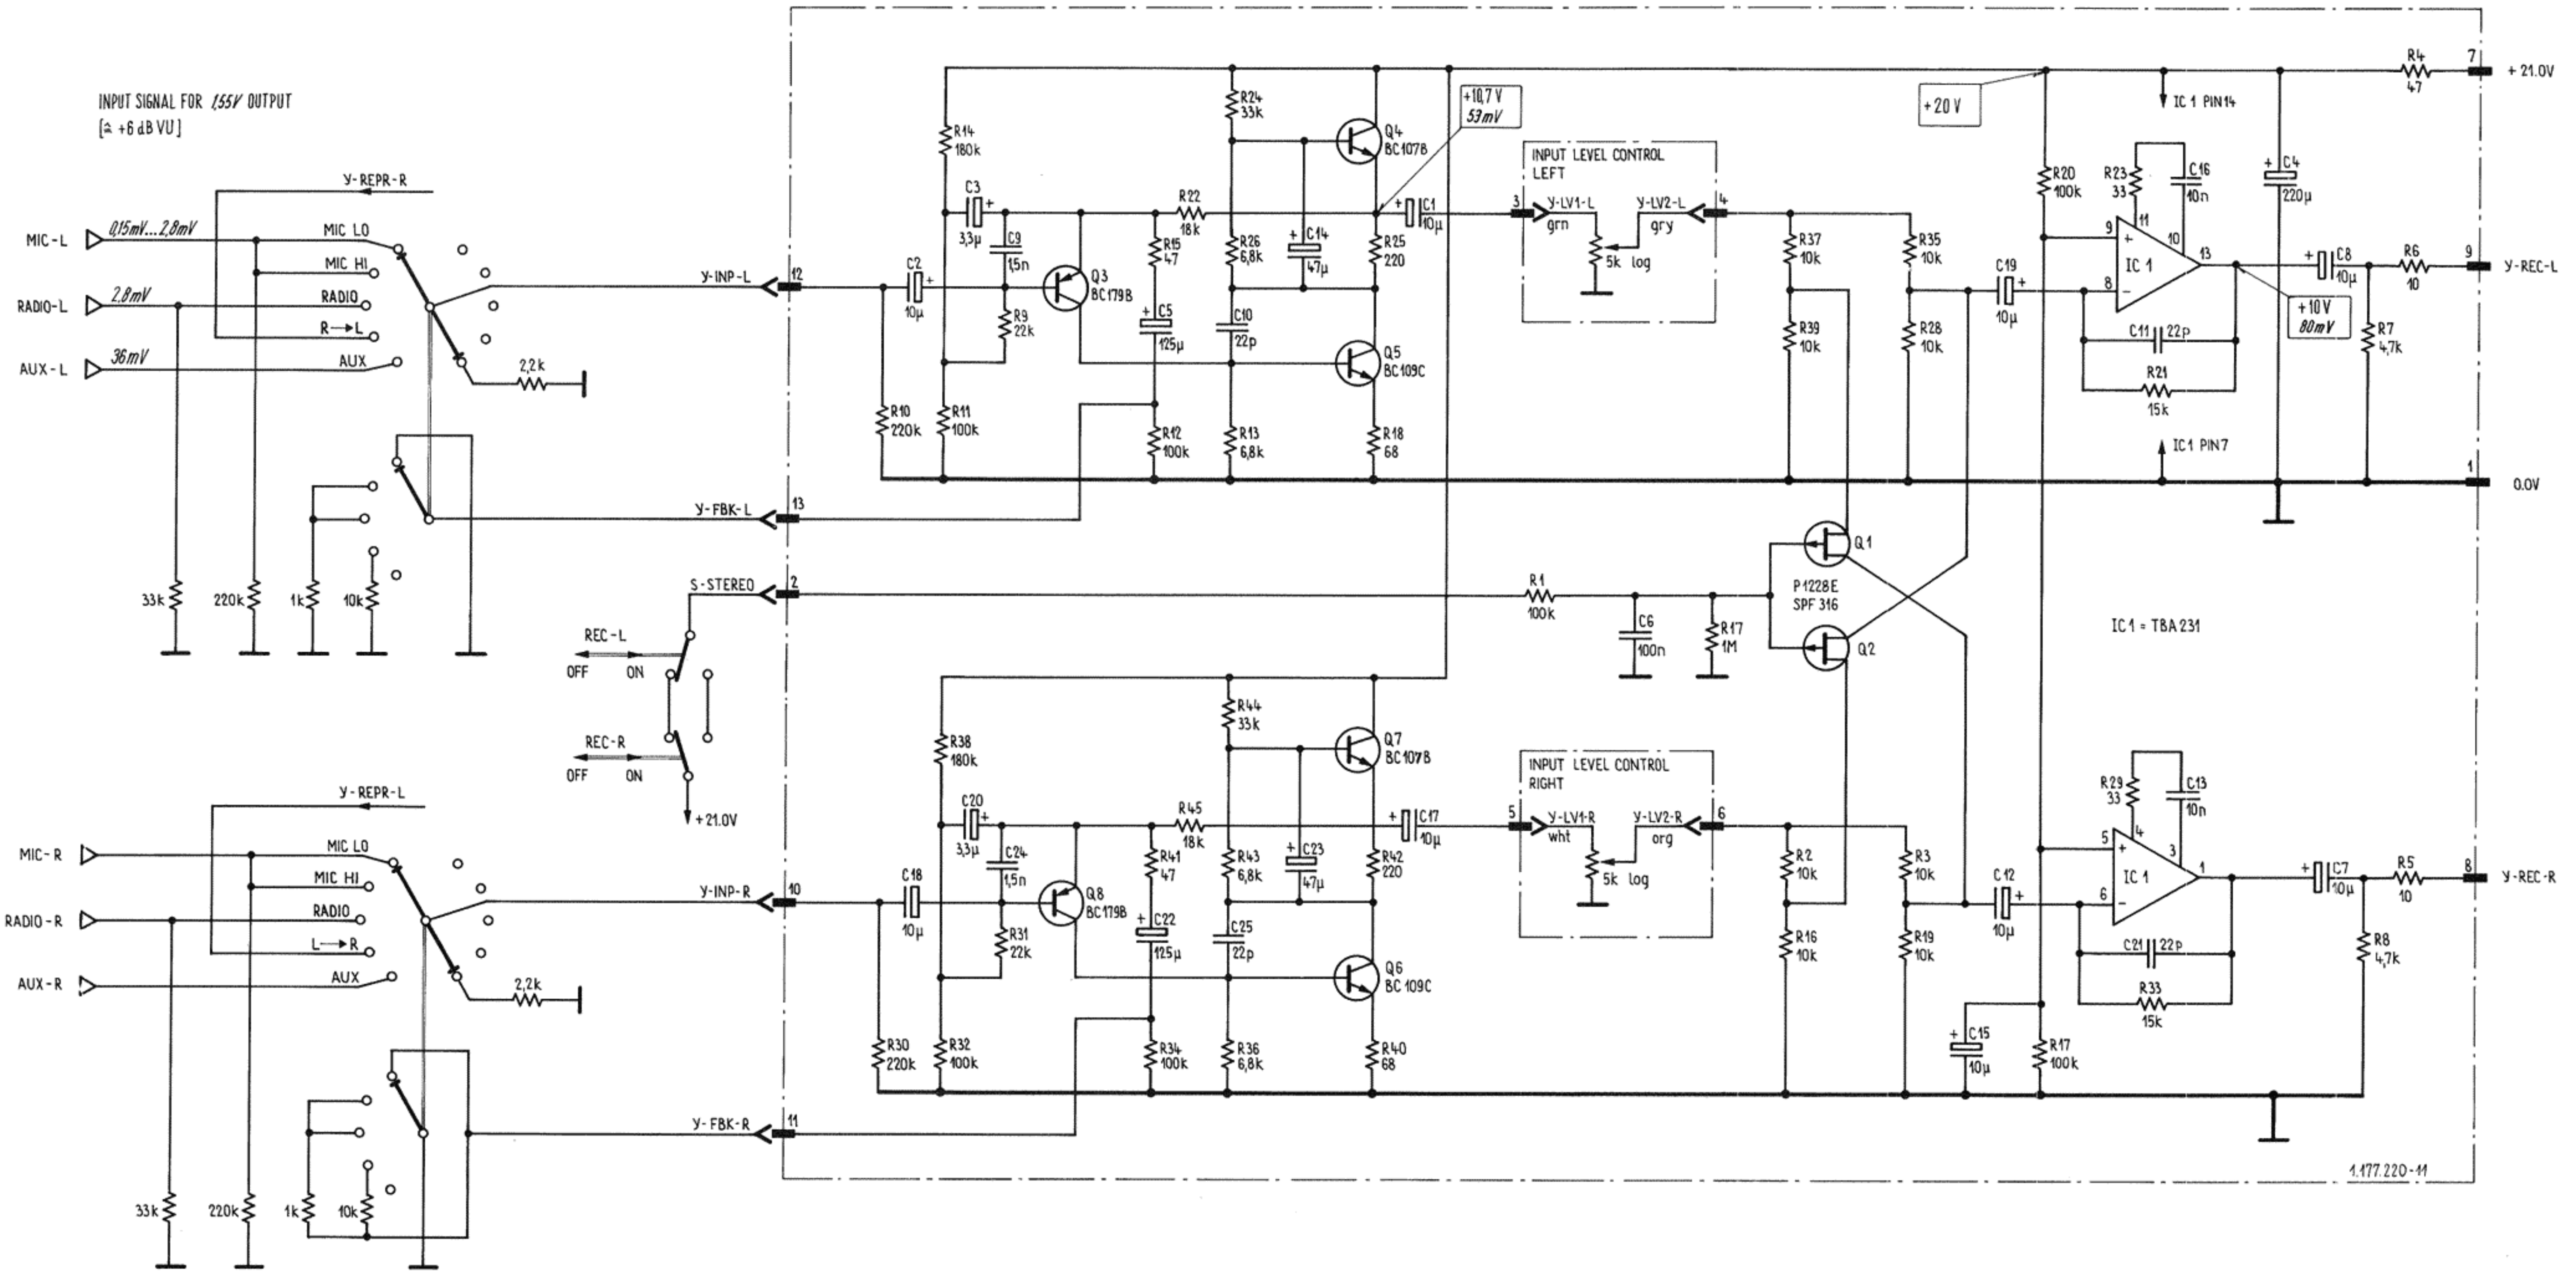 INPUT SIGNAL FOR 1,55V OUTPUT
[≙ +6 dB VU]
Y-REPR-R
MIC-L
0,15mV...2,8mV
MIC LO
MIC HI
RADIO-L
2,8mV
RADIO
R→L
AUX-L
36mV
AUX
2,2k
33k
220k
1k
10k
Y-INP-L
12
Y-FBK-L
13
S-STEREO
2
REC-L
OFF
ON
REC-R
OFF
ON
+21.0V
R14
180k
C3
+
3,3µ
C9
1,5n
C2
+
10µ
R9
22k
R10
220k
R11
100k
Q3
BC179B
R15
47
R22
18k
+
C5
125µ
R12
100k
R24
33k
R26
6,8k
+
C14
47µ
C10
22p
R13
6,8k
Q4
BC107B
+10,7 V
53mV
+
C1
10µ
R25
220
Q5
BC109C
R18
68
INPUT LEVEL CONTROL
LEFT
3
Y-LV1-L
grn
Y-LV2-L
gry
4
5k log
R37
10k
R39
10k
R35
10k
R28
10k
C19
+
10µ
+20 V
R20
100k
IC 1 PIN14
R23
33
C16
10n
11
9
+
10
IC 1
13
8
−
C11
22p
R21
15k
IC1 PIN7
+
C4
220µ
+
C8
10µ
+10V
80mV
R7
4,7k
R6
10
R4
47
7
+ 21.0V
9
Y-REC-L
1
0.0V
R1
100k
C6
100n
R17
1M
Q1
P1228E
SPF 316
Q2
IC 1 = TBA 231
Y-REPR-L
MIC-R
MIC LO
MIC HI
RADIO-R
RADIO
L→R
AUX-R
AUX
2,2k
33k
220k
1k
10k
Y-INP-R
10
Y-FBK-R
11
R38
180k
C20
+
3,3µ
C24
1,5n
C18
10µ
R31
22k
R30
220k
R32
100k
Q8
BC179B
R41
47
R45
18k
+
C22
125µ
R34
100k
R44
33k
R43
6,8k
+
C23
47µ
C25
22p
R36
6,8k
Q7
BC107B
+
C17
10µ
R42
220
Q6
BC 109C
R40
68
INPUT LEVEL CONTROL
RIGHT
5
Y-LV1-R
wht
Y-LV2-R
org
6
5k log
R2
10k
R16
10k
R3
10k
R19
10k
C12
+
10µ
+
C15
10µ
R17
100k
R29
33
C13
10n
4
5
+
3
IC 1
1
6
−
C21
22p
R33
15k
+
C7
10µ
R8
4,7k
R5
10
8
Y-REC-R
1.177.220-11